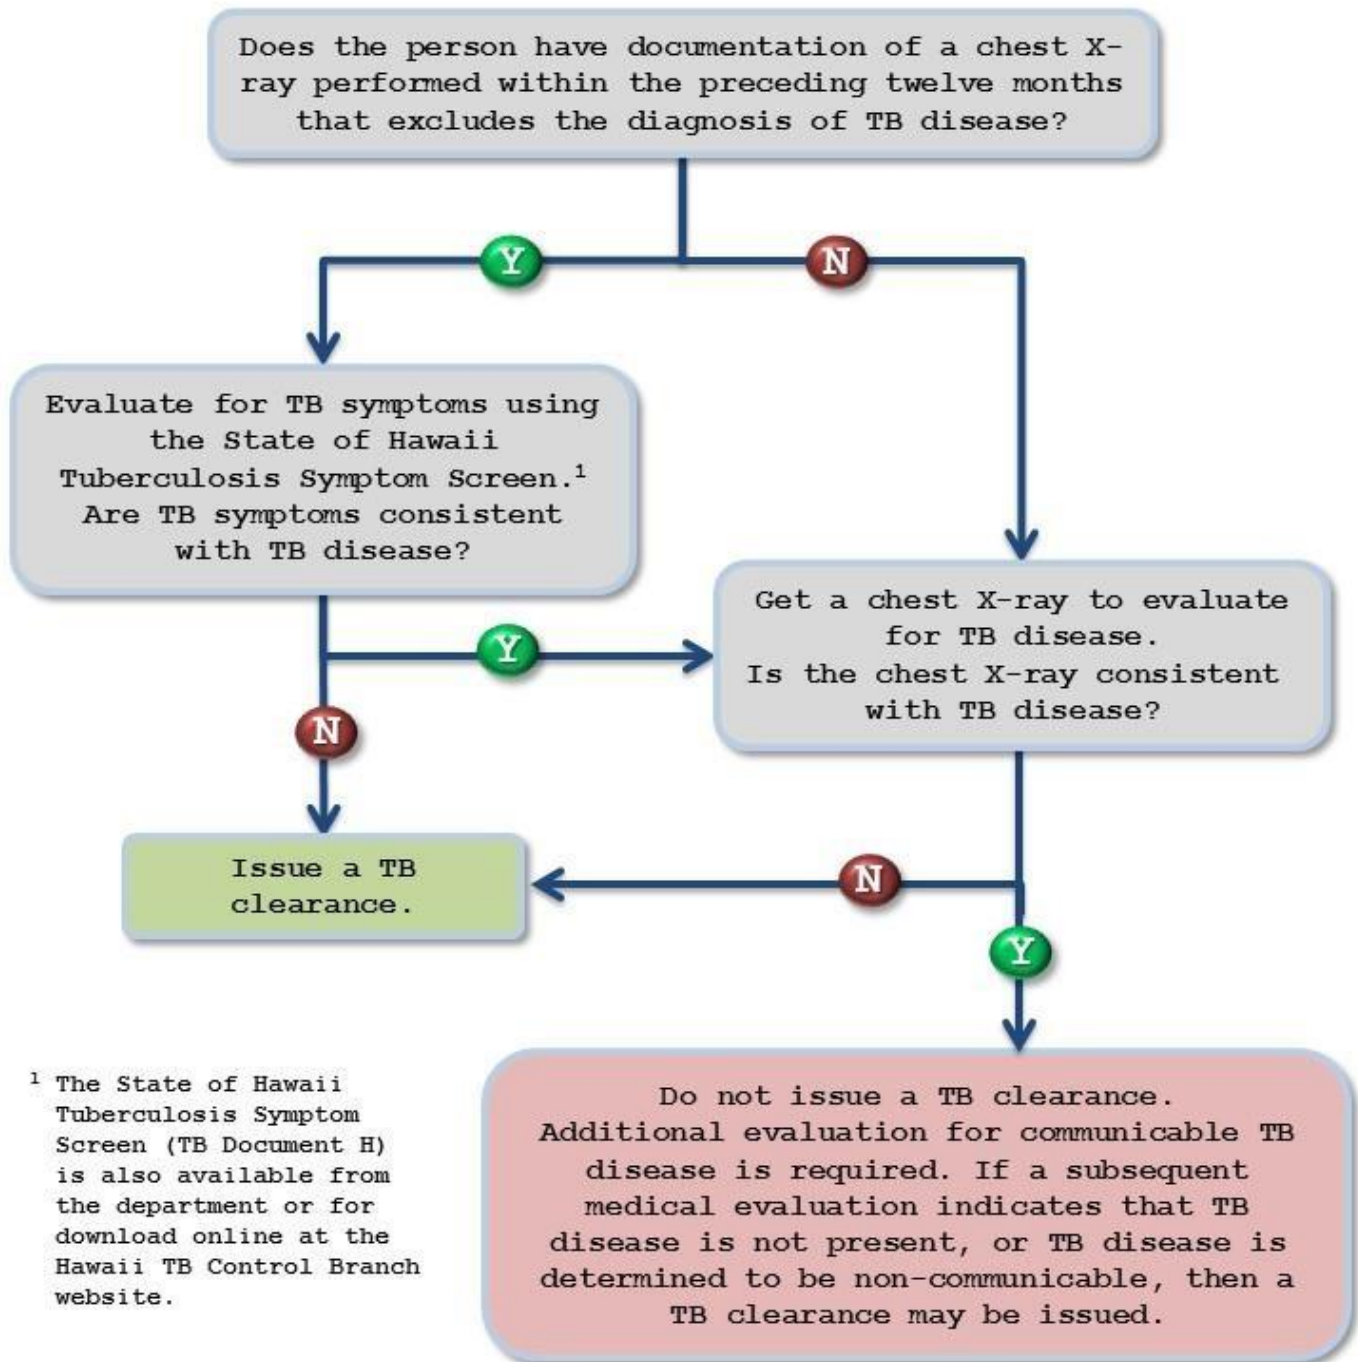 Does the person have documentation of a chest X-
ray performed within the preceding twelve months
that excludes the diagnosis of TB disease?
Y
N
Evaluate for TB symptoms using
the State of Hawaii
Tuberculosis Symptom Screen.¹
Are TB symptoms consistent
with TB disease?
Get a chest X-ray to evaluate
for TB disease.
Is the chest X-ray consistent
with TB disease?
Y
N
Issue a TB
clearance.
N
Y
¹ The State of Hawaii
Tuberculosis Symptom
Screen (TB Document H)
is also available from
the department or for
download online at the
Hawaii TB Control Branch
website.
Do not issue a TB clearance.
Additional evaluation for communicable TB
disease is required. If a subsequent
medical evaluation indicates that TB
disease is not present, or TB disease is
determined to be non-communicable, then a
TB clearance may be issued.